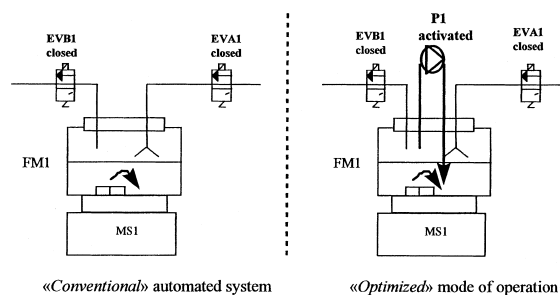 EVB1
closed
EVA1
closed
FM1
MS1
«Conventional» automated system
P1
activated
EVB1
closed
EVA1
closed
FM1
MS1
«Optimized» mode of operation